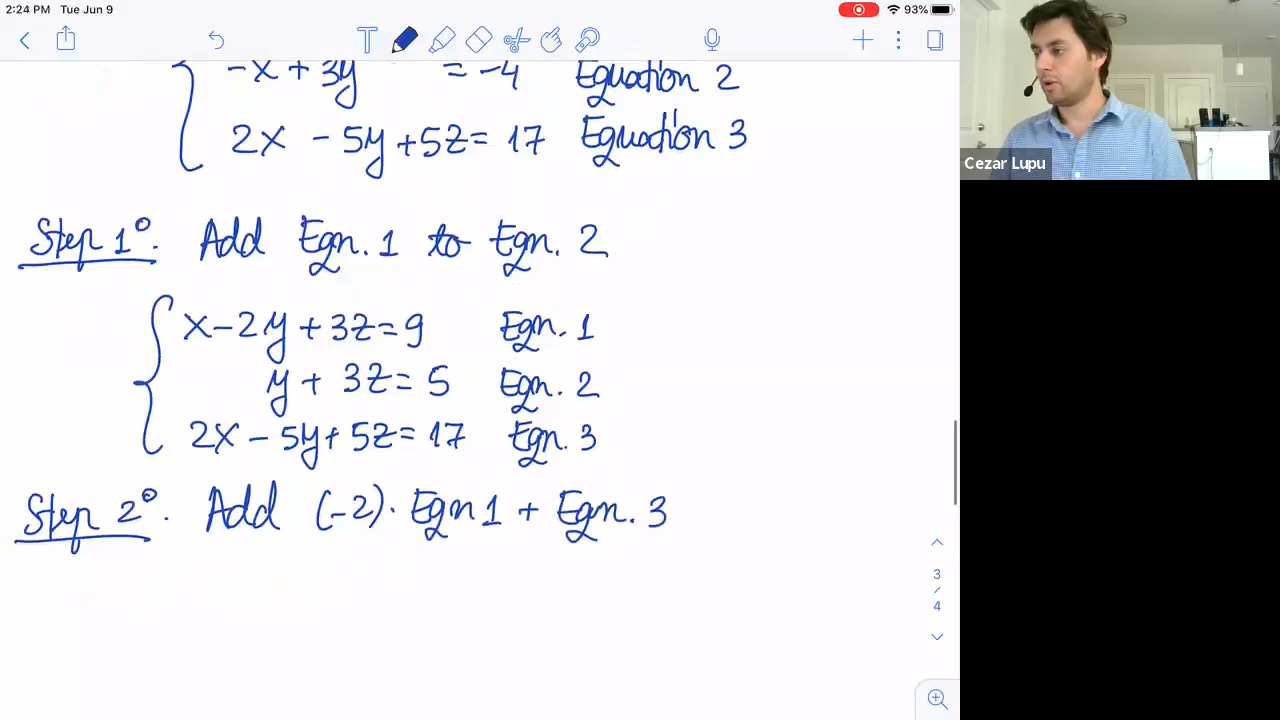 2:24 PM Tue Jun 9
93%
-x + 3y = -4 Equation 2
2x - 5y + 5z = 17 Equation 3
Cezar Lupu
Step 1°. Add Eqn. 1 to Eqn. 2
x - 2y + 3z = 9 Eqn. 1
y + 3z = 5 Eqn. 2
2x - 5y + 5z = 17 Eqn. 3
Step 2°. Add (-2) · Eqn 1 + Eqn. 3
3
/
4